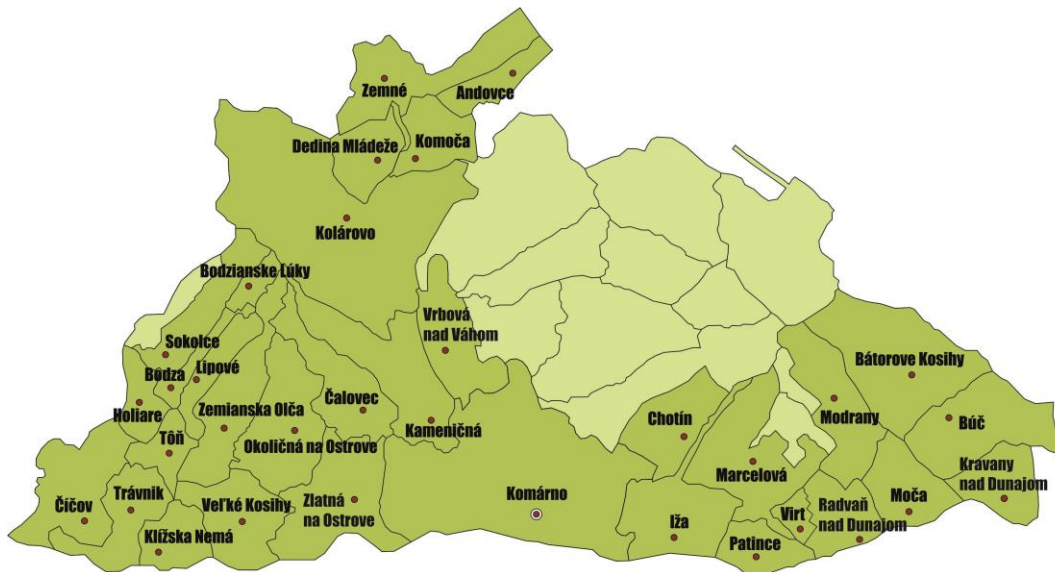 Zemné
Andovce
Dedina Mládeže
Komoča
Kolárovo
Bodzianske Lúky
Vrbová
nad Váhom
Sokolce
Bodza
Lipové
Holiare
Zemianska Olča
Čalovec
Tôň
Okoličná na Ostrove
Kameničná
Chotín
Modrany
Bátorove Kosihy
Búč
Marcelová
Kravany
nad Dunajom
Číčov
Trávnik
Veľké Kosihy
Zlatná
na Ostrove
Komárno
Klížska Nemá
Iža
Patince
Virt
Radvaň
nad Dunajom
Moča